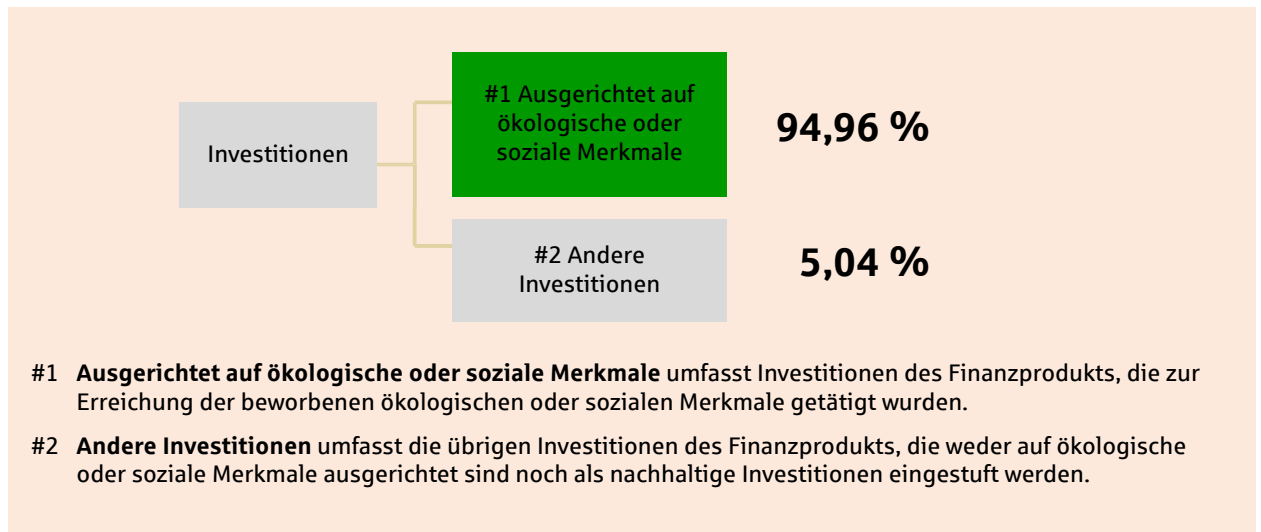 #1 Ausgerichtet auf
ökologische oder
soziale Merkmale
94,96 %
Investitionen
#2 Andere
Investitionen
5,04 %
#1 Ausgerichtet auf ökologische oder soziale Merkmale umfasst Investitionen des Finanzprodukts, die zur
Erreichung der beworbenen ökologischen oder sozialen Merkmale getätigt wurden.
#2 Andere Investitionen umfasst die übrigen Investitionen des Finanzprodukts, die weder auf ökologische
oder soziale Merkmale ausgerichtet sind noch als nachhaltige Investitionen eingestuft werden.